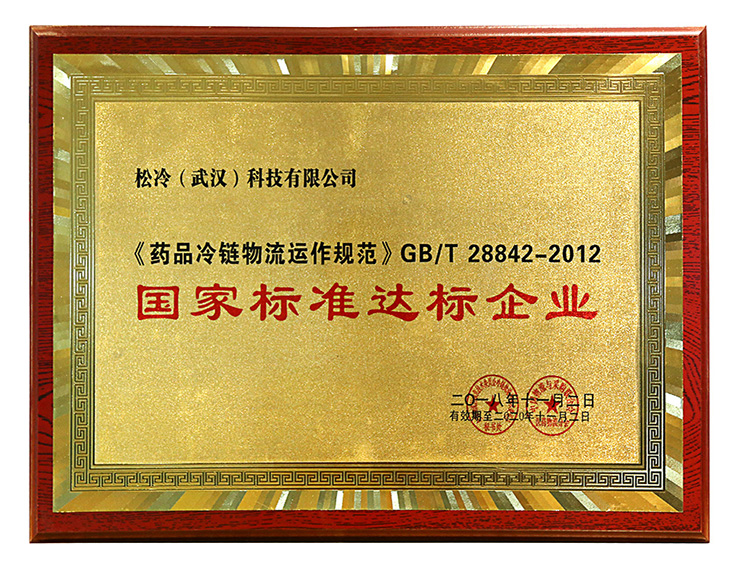 松冷（武汉）科技有限公司
《药品冷链物流运作规范》GB/T 28842-2012
国家标准达标企业
二〇一八年十一月二日
有效期至二〇二〇年十一月二日